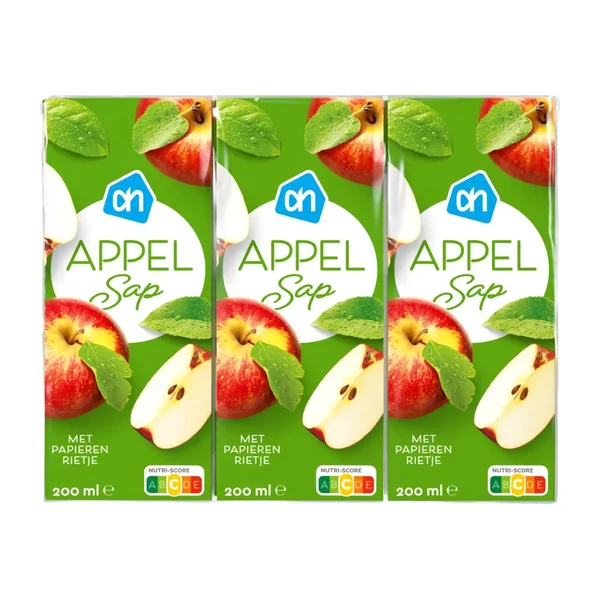 ah
APPEL
Sap
MET
PAPIEREN
RIETJE
200 ml e
NUTRI-SCORE
ABCDE
ah
APPEL
Sap
MET
PAPIEREN
RIETJE
200 ml e
NUTRI-SCORE
ABCDE
ah
APPEL
Sap
MET
PAPIEREN
RIETJE
200 ml e
NUTRI-SCORE
ABCDE